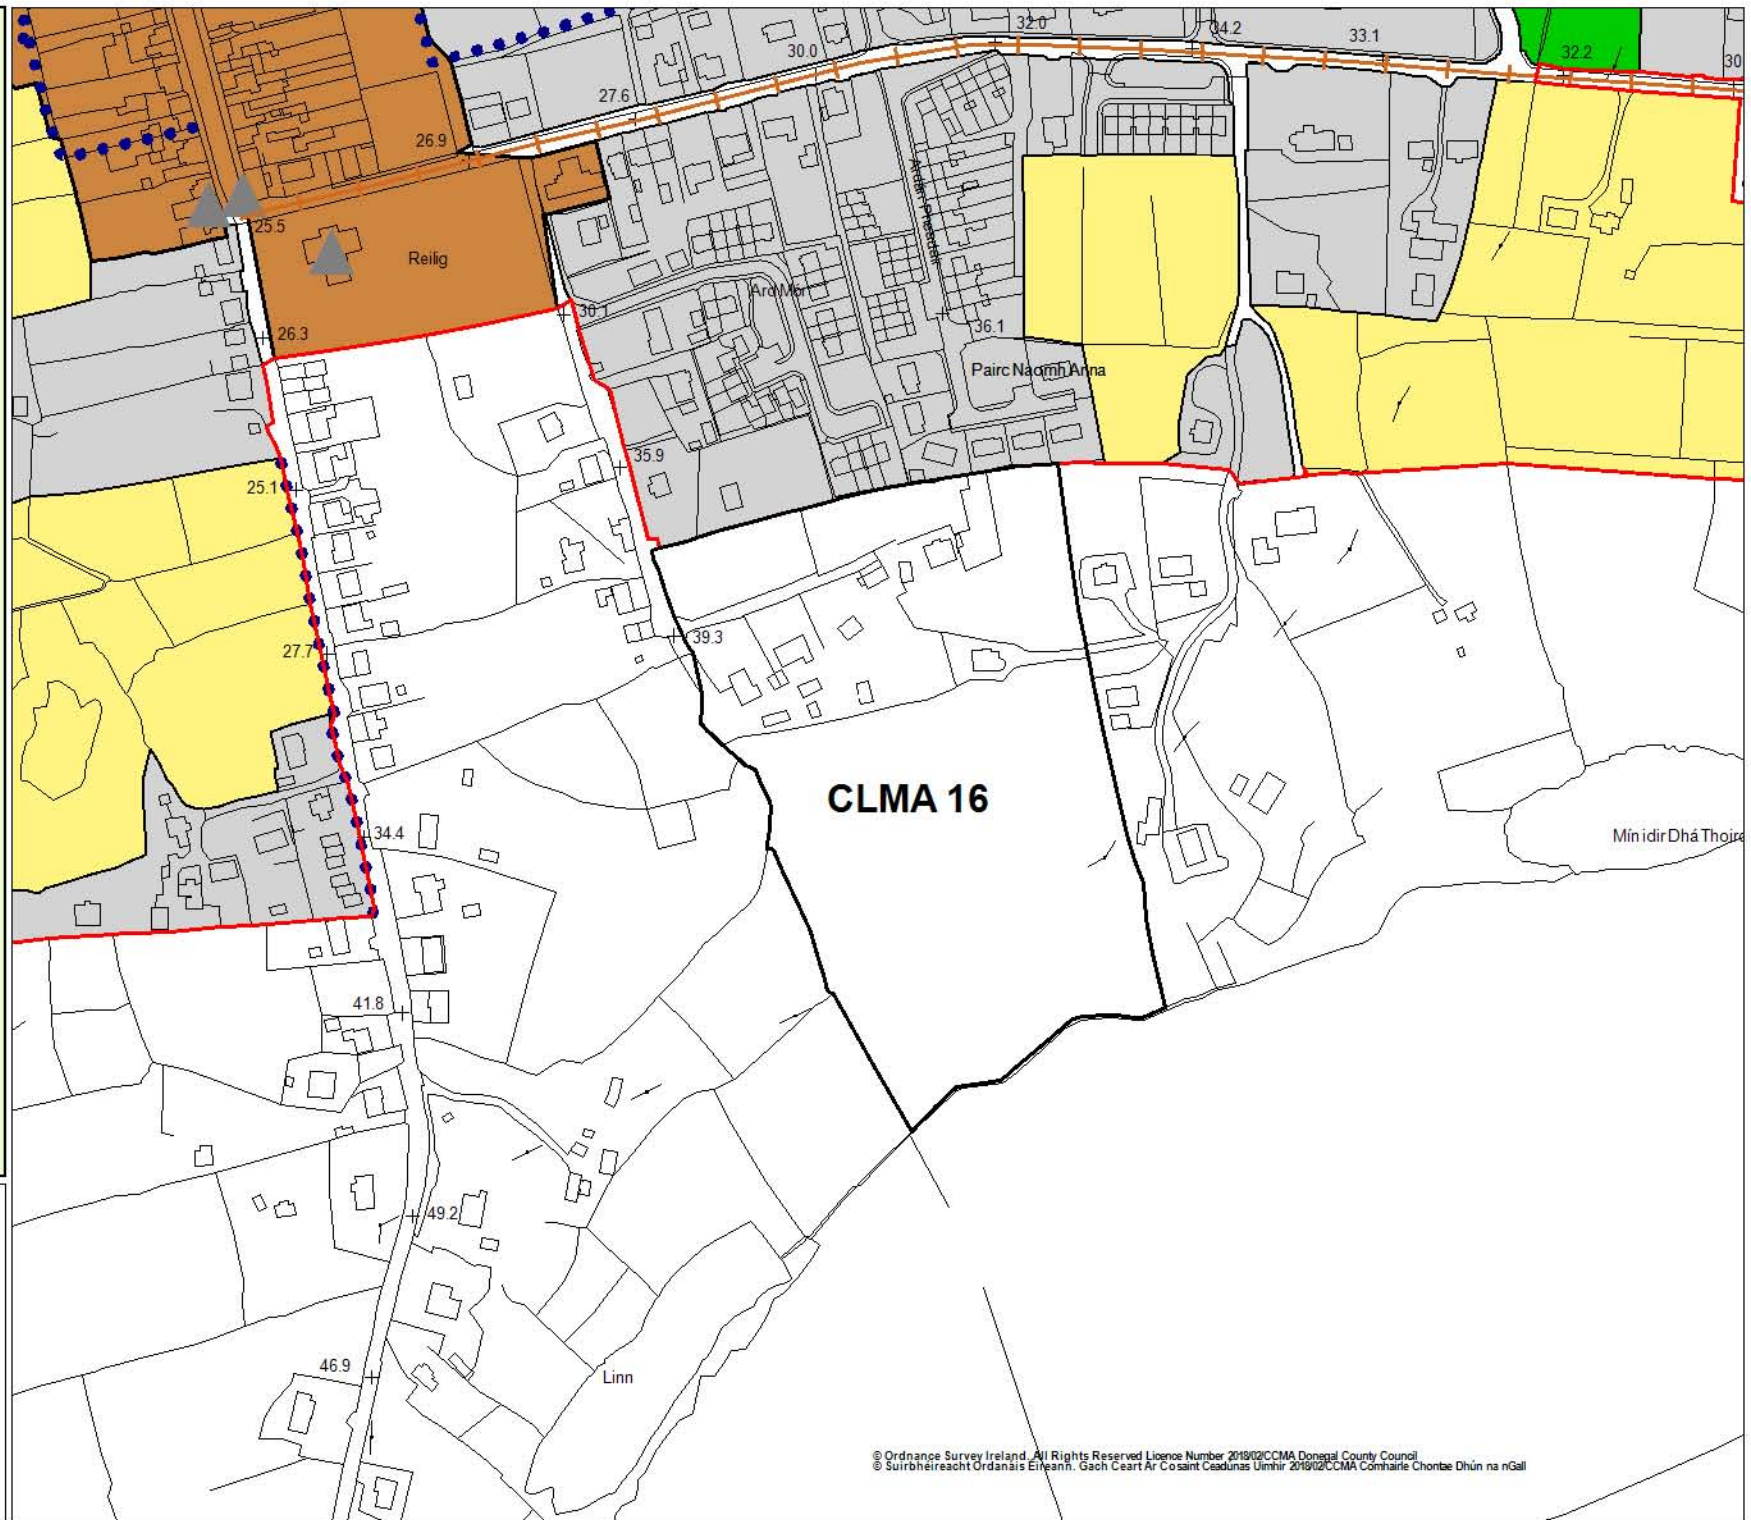 32.0
34.2
33.1
30.0
32.2
30
27.6
26.9
25.5
Reilig
Ard Mór
30.1
26.3
36.1
Pairc Naomh Anna
35.9
25.1
39.3
27.7
CLMA 16
34.4
Mín idir Dhá Thoir
41.8
49.2
46.9
Linn
© Ordnance Survey Ireland. All Rights Reserved Licence Number 2018/02/CCMA Donegal County Council
© Suirbhéireacht Ordanáis Éireann. Gach Ceart Ar Cosaint Ceadúnas Uimhir 2018/02/CCMA Comhairle Chontae Dhún na nGall